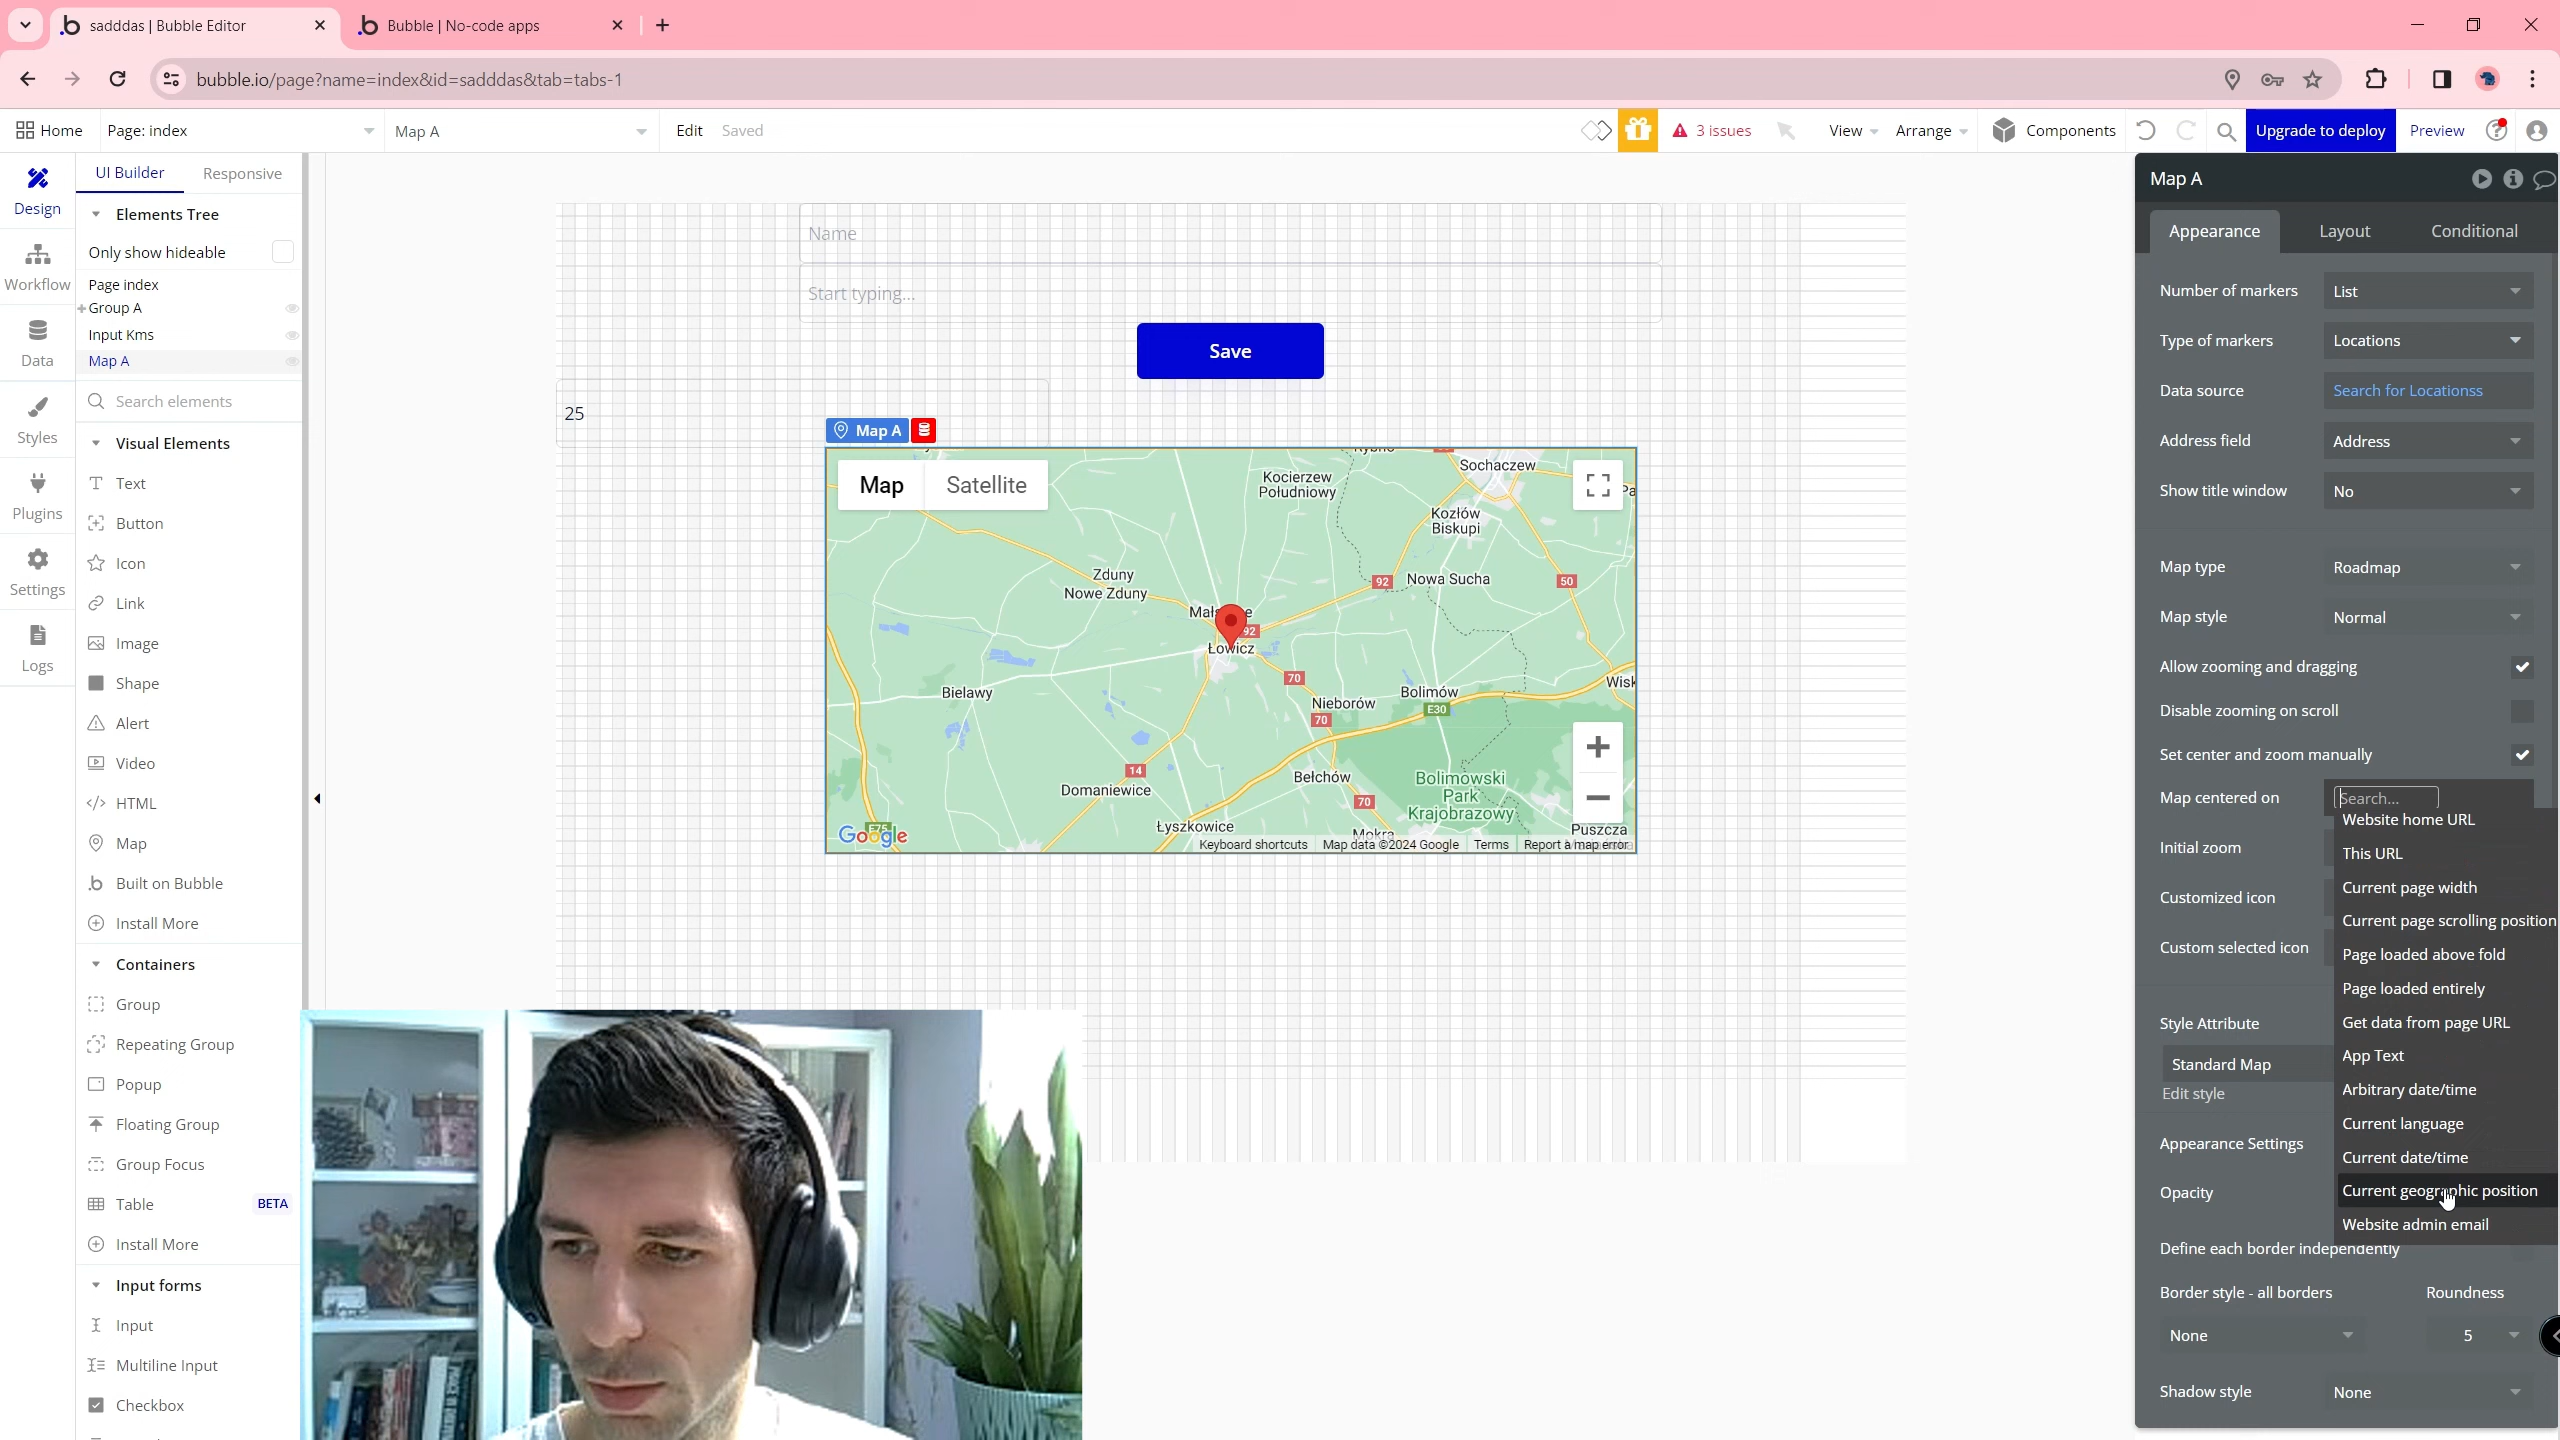 sadddas | Bubble Editor
Bubble | No-code apps
bubble.io/page?name=index&id=sadddas&tab=tabs-1
Home
Page: index
Map A
Edit
Saved
3 issues
View
Arrange
Components
Upgrade to deploy
Preview
Design
Workflow
Data
Styles
Plugins
Settings
Logs
UI Builder
Responsive
Elements Tree
Only show hideable
Page index
Group A
Input Kms
Map A
Search elements
Visual Elements
Text
Button
Icon
Link
Image
Shape
Alert
Video
HTML
Map
Built on Bubble
Install More
Containers
Group
Repeating Group
Popup
Floating Group
Group Focus
Table
BETA
Install More
Input forms
Input
Multiline Input
Checkbox
Name
Start typing...
Save
25
Map A
Map
Satellite
Sochaczew
Kocierzew
Południowy
Kozłów
Biskupi
Zduny
Nowe Zduny
92
Nowa Sucha
50
92
Łowicz
70
Bielawy
Nieborów
Bolimów
E30
70
14
Domaniewice
Bełchów
Bolimowski
Park
Krajobrazowy
70
Łyszkowice
Mokra
Puszcza
Google
Keyboard shortcuts
Map data ©2024 Google
Terms
Report a map error
Map A
Appearance
Layout
Conditional
Number of markers
List
Type of markers
Locations
Data source
Search for Locationss
Address field
Address
Show title window
No
Map type
Roadmap
Map style
Normal
Allow zooming and dragging
Disable zooming on scroll
Set center and zoom manually
Map centered on
Search...
Website home URL
This URL
Current page width
Current page scrolling position
Page loaded above fold
Page loaded entirely
Get data from page URL
App Text
Arbitrary date/time
Current language
Current date/time
Current geographic position
Website admin email
Initial zoom
Customized icon
Custom selected icon
Style Attribute
Standard Map
Edit style
Appearance Settings
Opacity
Define each border independently
Border style - all borders
Roundness
None
5
Shadow style
None